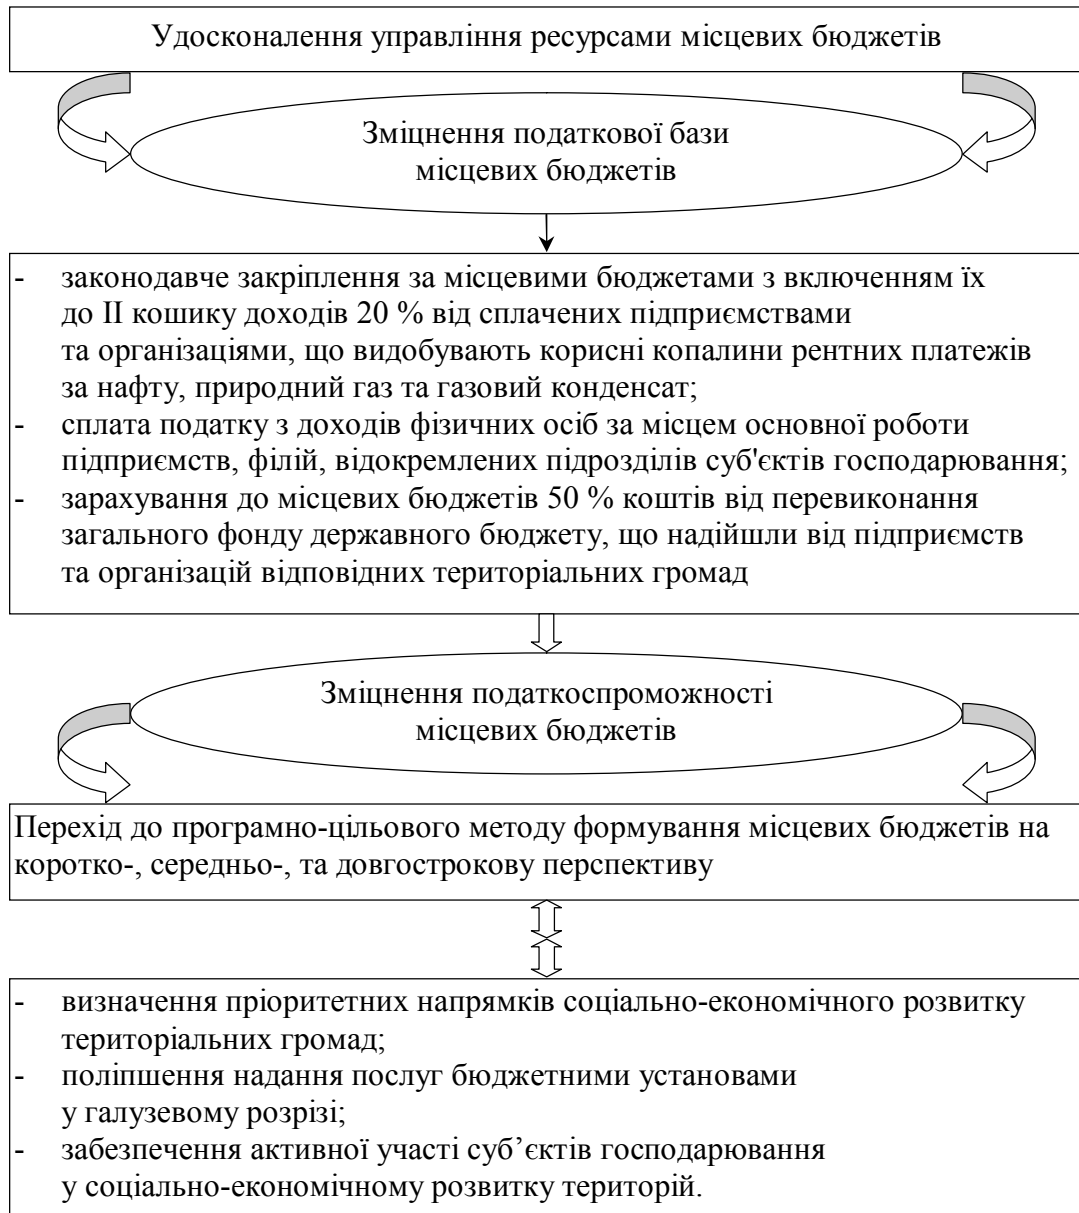 Удосконалення управління ресурсами місцевих бюджетів
Зміцнення податкової бази
місцевих бюджетів
- законодавче закріплення за місцевими бюджетами з включенням їх
до II кошику доходів 20 % від сплачених підприємствами
та організаціями, що видобувають корисні копалини рентних платежів
за нафту, природний газ та газовий конденсат;
- сплата податку з доходів фізичних осіб за місцем основної роботи
підприємств, філій, відокремлених підрозділів суб'єктів господарювання;
- зарахування до місцевих бюджетів 50 % коштів від перевиконання
загального фонду державного бюджету, що надійшли від підприємств
та організацій відповідних територіальних громад
Зміцнення податкоспроможності
місцевих бюджетів
Перехід до програмно-цільового методу формування місцевих бюджетів на
коротко-, середньо-, та довгострокову перспективу
- визначення пріоритетних напрямків соціально-економічного розвитку
територіальних громад;
- поліпшення надання послуг бюджетними установами
у галузевому розрізі;
- забезпечення активної участі суб’єктів господарювання
у соціально-економічному розвитку територій.